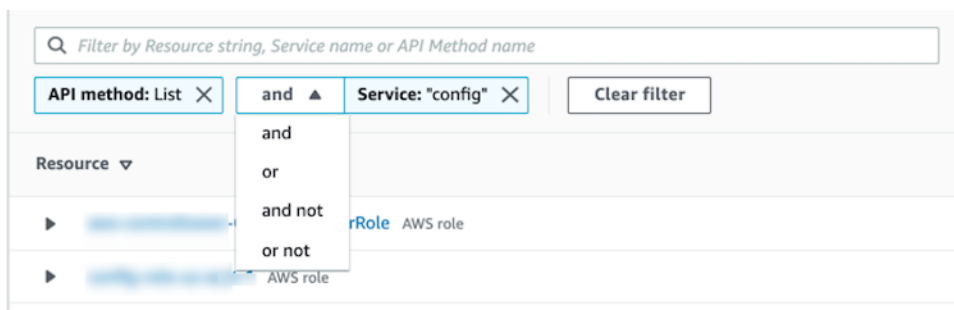 Filter by Resource string, Service name or API Method name
API method: List and Service: "config" Clear filter
and
Resource
or
and not
rRole AWS role
or not
AWS role